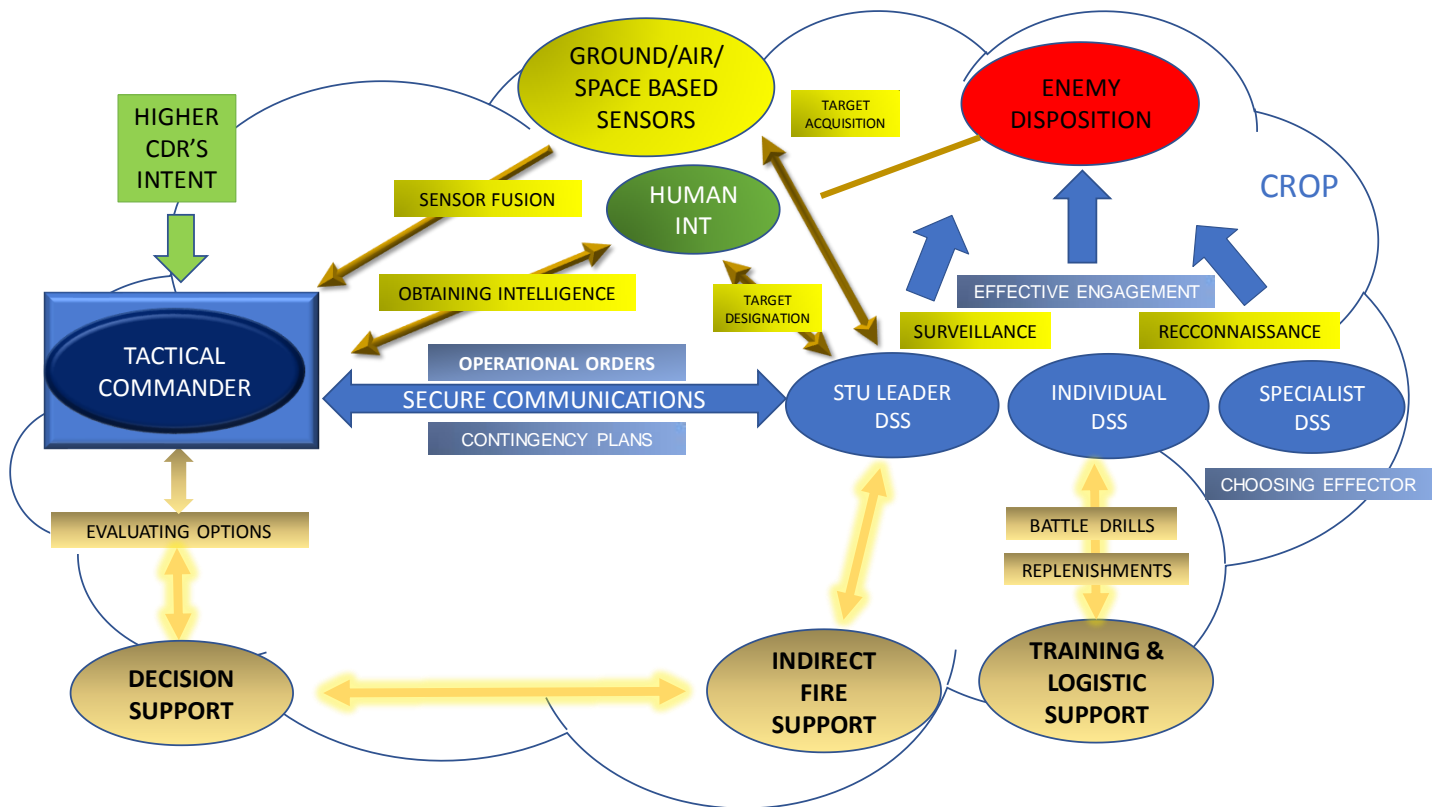 GROUND/AIR/
SPACE BASED
SENSORS
TARGET
ACQUISITION
ENEMY
DISPOSITION
HIGHER
CDR'S
INTENT
CROP
SENSOR FUSION
HUMAN
INT
OBTAINING INTELLIGENCE
TARGET
DESIGNATION
EFFECTIVE ENGAGEMENT
SURVEILLANCE
RECCONNAISSANCE
TACTICAL
COMMANDER
OPERATIONAL ORDERS
SECURE COMMUNICATIONS
CONTINGENCY PLANS
STU LEADER
DSS
INDIVIDUAL
DSS
SPECIALIST
DSS
CHOOSING EFFECTOR
EVALUATING OPTIONS
BATTLE DRILLS
REPLENISHMENTS
DECISION
SUPPORT
INDIRECT
FIRE
SUPPORT
TRAINING &
LOGISTIC
SUPPORT